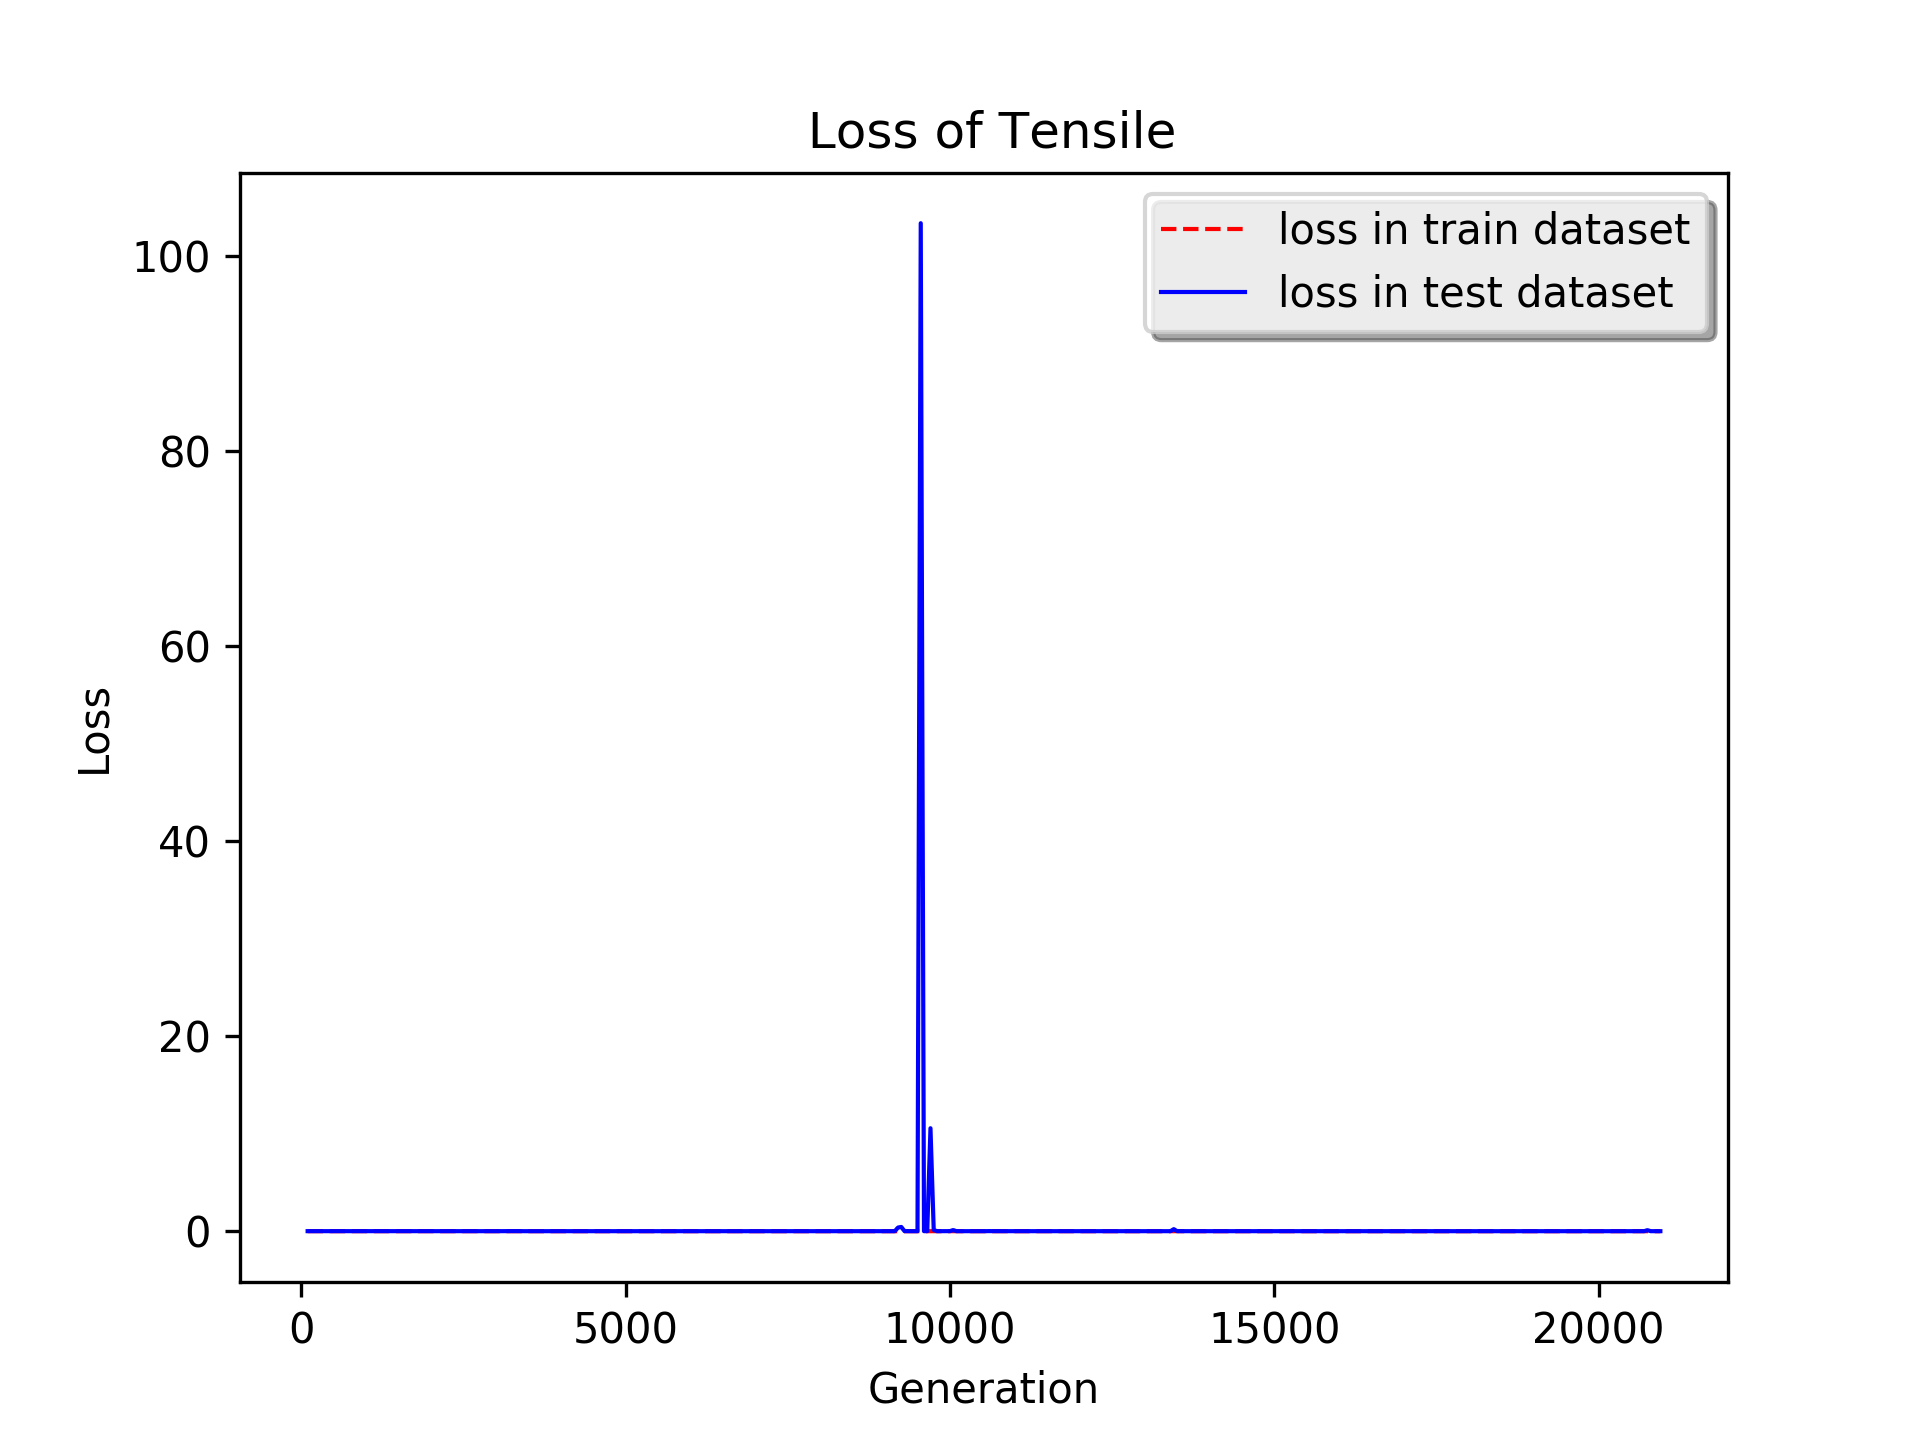 Loss of Tensile
loss in train dataset
loss in test dataset
100
80
60
40
20
0
Loss
0 5000 10000 15000 20000
Generation